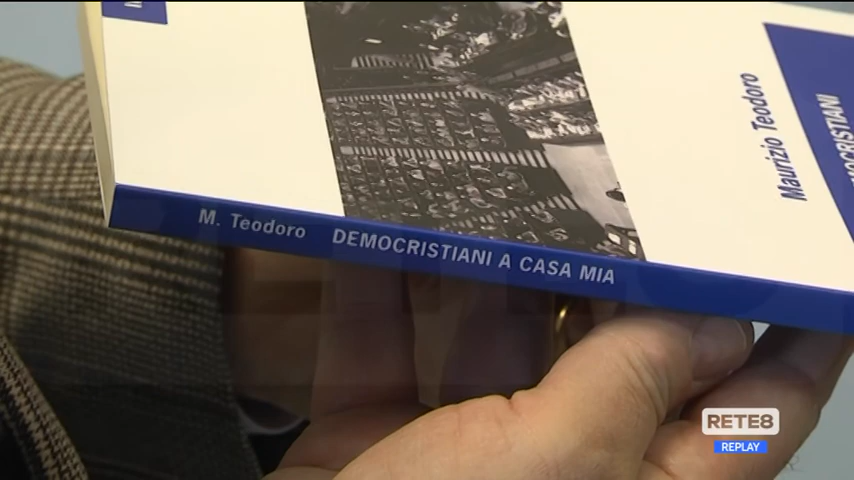 Maurizio Teodoro
M. Teodoro DEMOCRISTIANI A CASA MIA
RETE8
REPLAY